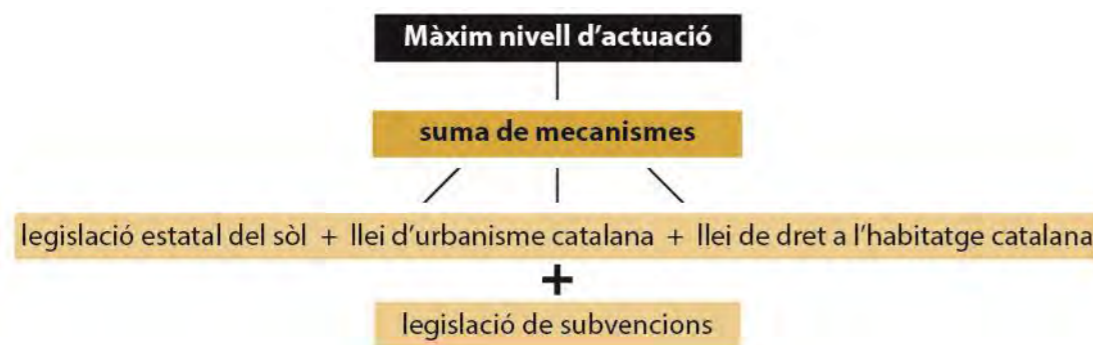 Màxim nivell d'actuació
suma de mecanismes
legislació estatal del sòl + llei d'urbanisme catalana + llei de dret a l'habitatge catalana
+
legislació de subvencions